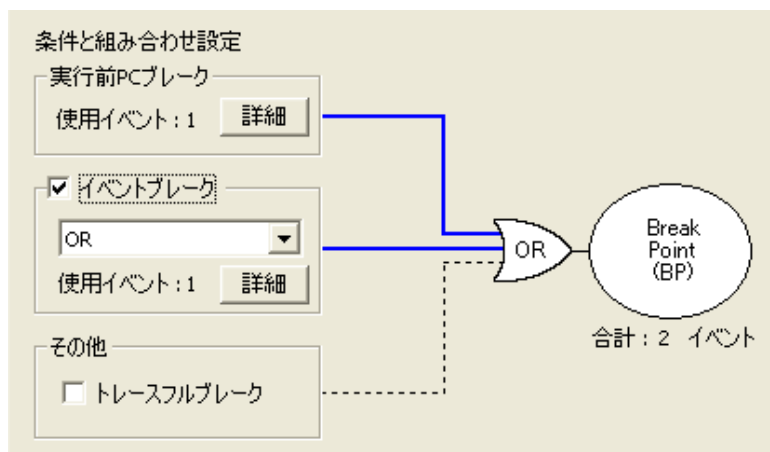 条件と組み合わせ設定
実行前PCブレーク
使用イベント:1 詳細
イベントブレーク
OR
使用イベント:1 詳細
その他
トレースフルブレーク
OR
Break
Point
(BP)
合計:2 イベント